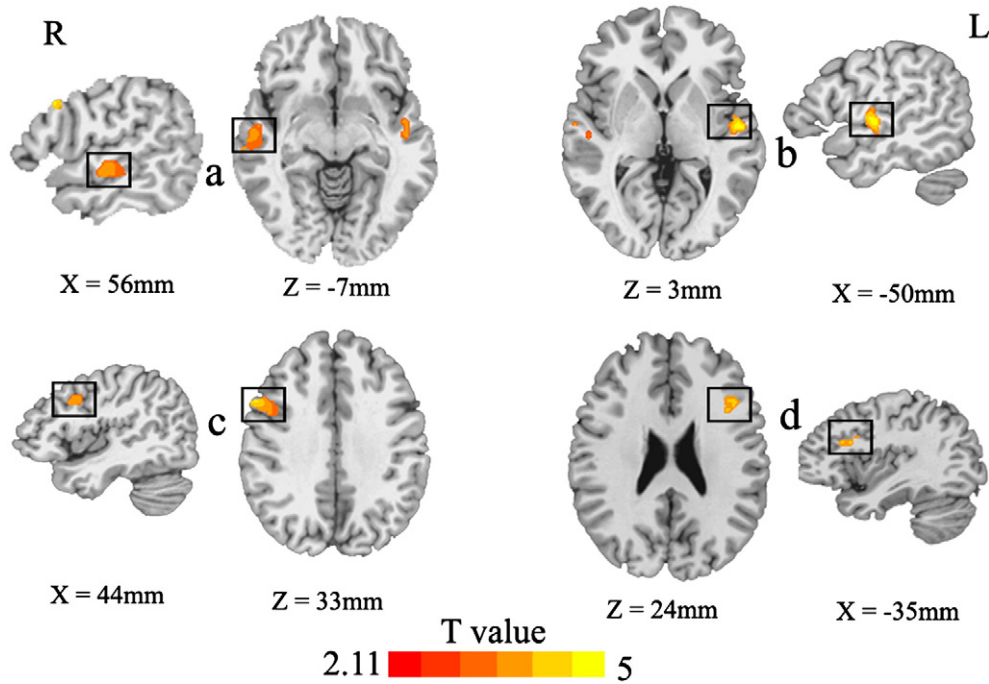 R
L
a
b
X = 56mm
Z = -7mm
Z = 3mm
X = -50mm
c
d
X = 44mm
Z = 33mm
Z = 24mm
X = -35mm
T value
2.11
5